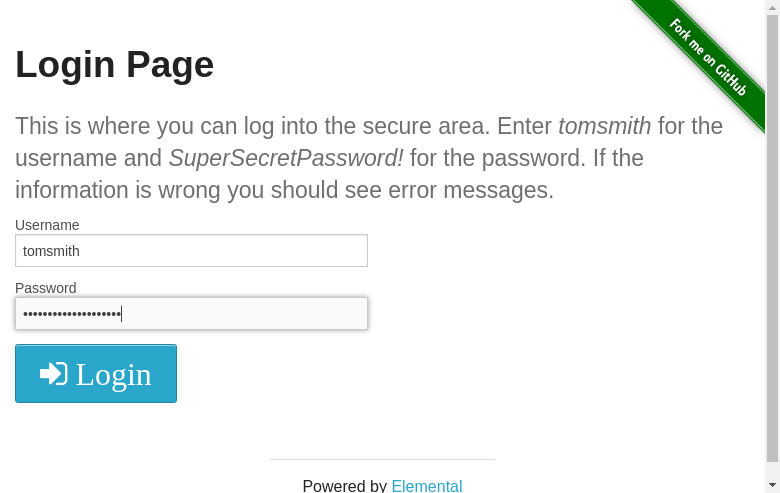 Fork me on GitHub
Login Page
This is where you can log into the secure area. Enter tomsmith for the
username and SuperSecretPassword! for the password. If the
information is wrong you should see error messages.
Username
tomsmith
Password
••••••••••••••••••••
Login
Powered by Elemental